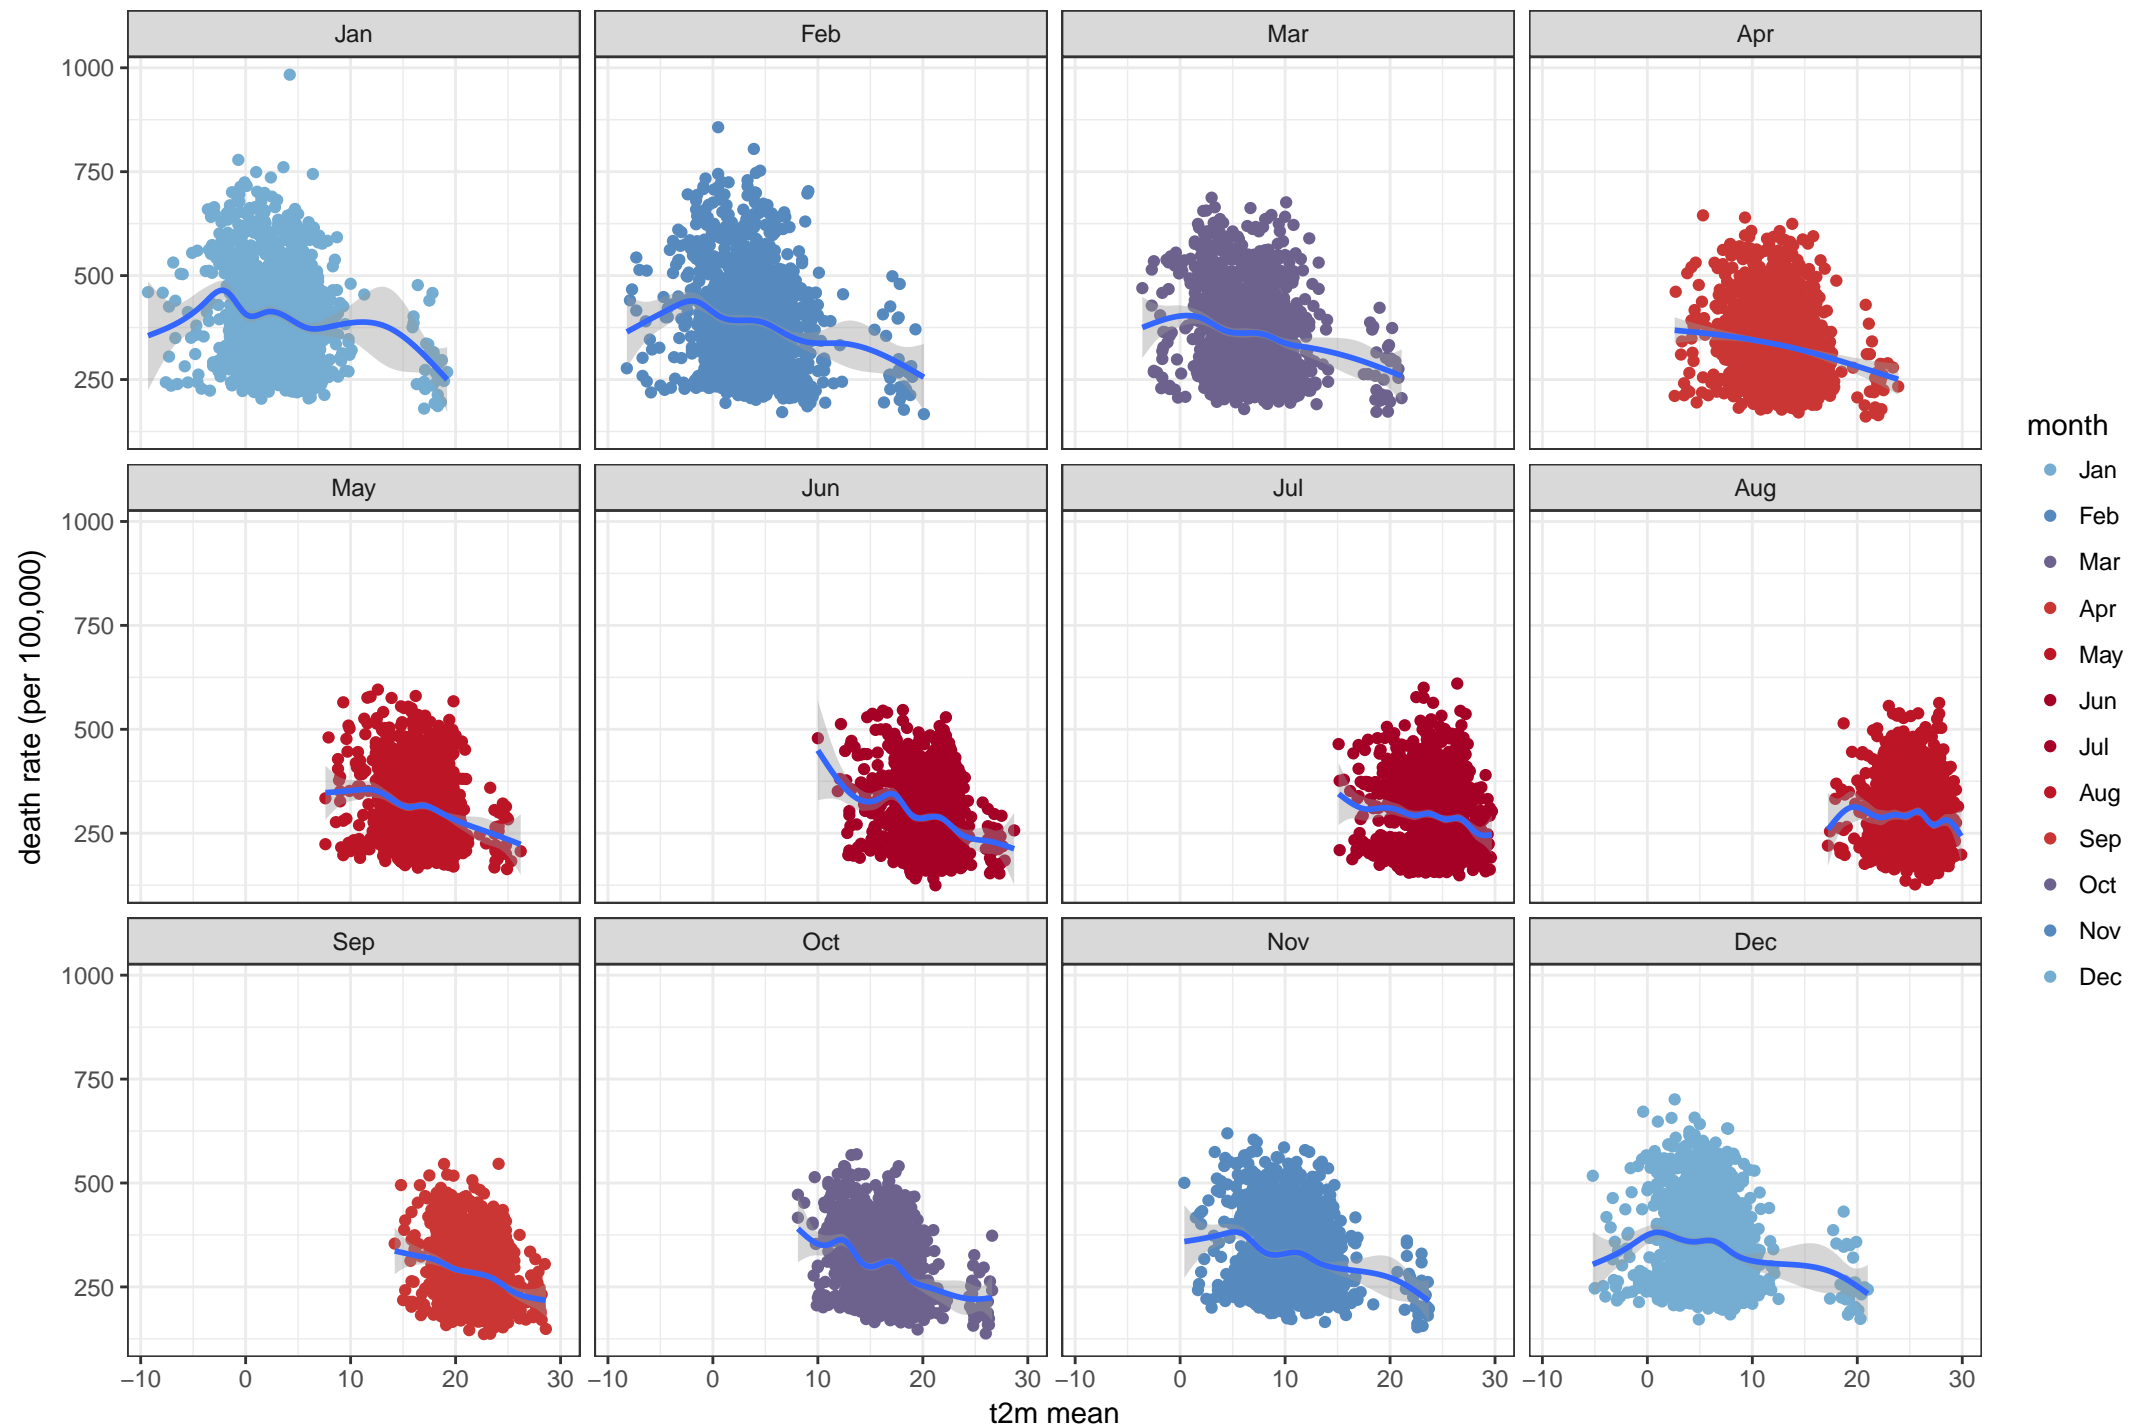 Jan Feb Mar Apr
1000
750
500
250
May Jun Jul Aug
1000
750
500
250
death rate (per 100,000)
Sep Oct Nov Dec
1000
750
500
250
−10 0 10 20 30 −10 0 10 20 30 −10 0 10 20 30 −10 0 10 20 30
t2m mean
month
Jan
Feb
Mar
Apr
May
Jun
Jul
Aug
Sep
Oct
Nov
Dec